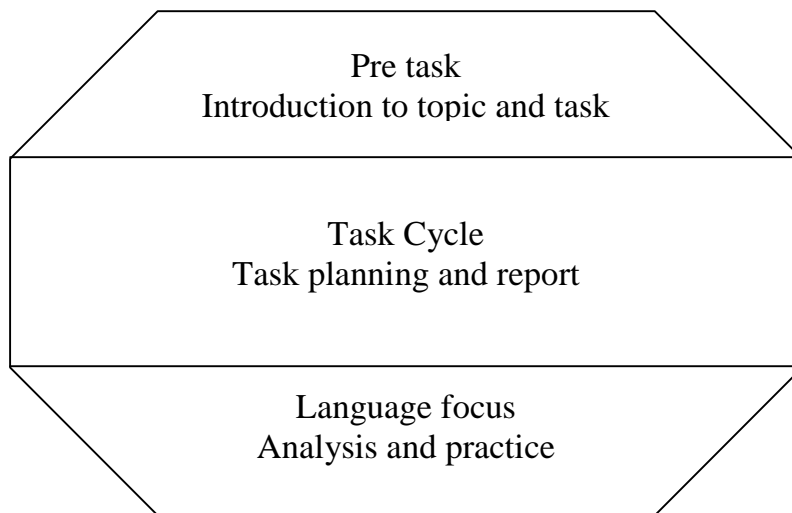 Pre task
Introduction to topic and task
Task Cycle
Task planning and report
Language focus
Analysis and practice